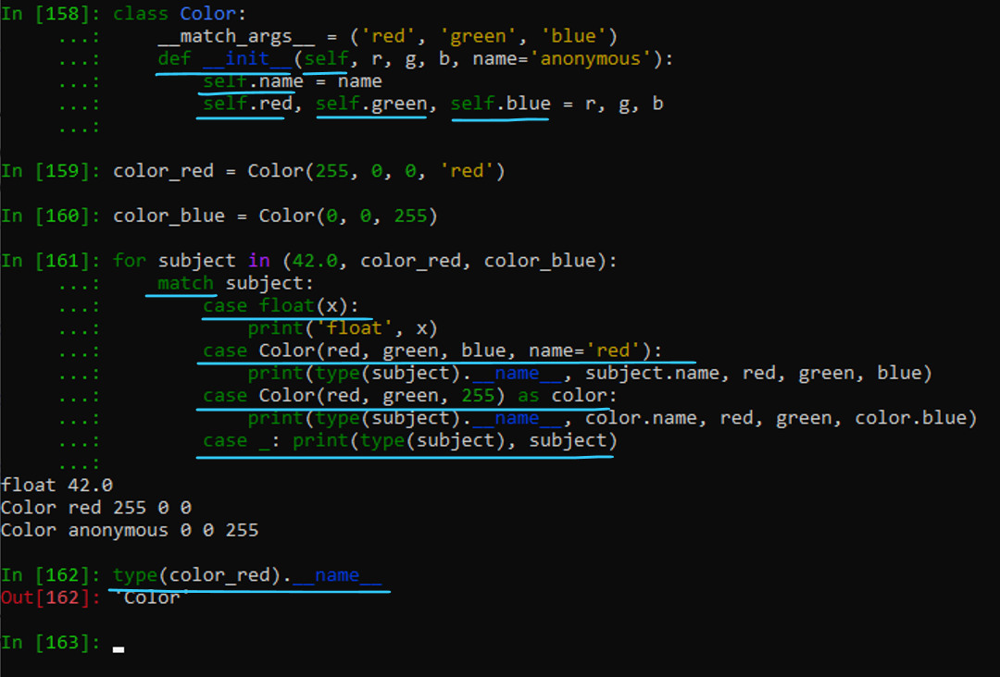 In [158]: class Color:
     ...:     __match_args__ = ('red', 'green', 'blue')
     ...:     def __init__(self, r, g, b, name='anonymous'):
     ...:         self.name = name
     ...:         self.red, self.green, self.blue = r, g, b
     ...:
In [159]: color_red = Color(255, 0, 0, 'red')
In [160]: color_blue = Color(0, 0, 255)
In [161]: for subject in (42.0, color_red, color_blue):
     ...:     match subject:
     ...:         case float(x):
     ...:             print('float', x)
     ...:         case Color(red, green, blue, name='red'):
     ...:             print(type(subject).__name__, subject.name, red, green, blue)
     ...:         case Color(red, green, 255) as color:
     ...:             print(type(subject).__name__, color.name, red, green, color.blue)
     ...:         case _: print(type(subject), subject)
     ...:
float 42.0
Color red 255 0 0
Color anonymous 0 0 255
In [162]: type(color_red).__name__
Out[162]: 'Color'
In [163]: